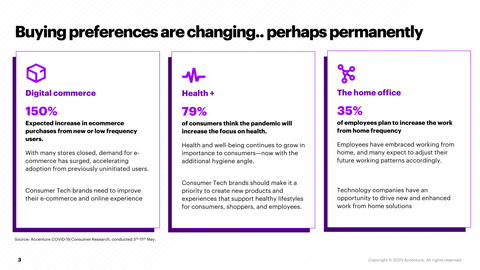 Buying preferences are changing.. perhaps permanently
Digital commerce
150%
Expected increase in ecommerce
purchases from new or low frequency
users.
With many stores closed, demand for e-
commerce has surged, accelerating
adoption from previously uninitiated users.
Consumer Tech brands need to improve
their e-commerce and online experience
Health +
79%
of consumers think the pandemic will
increase the focus on health.
Health and well-being continues to grow in
importance to consumers—now with the
additional hygiene angle.
Consumer Tech brands should make it a
priority to create new products and
experiences that support healthy lifestyles
for consumers, shoppers, and employees.
The home office
35%
of employees plan to increase the work
from home frequency
Employees have embraced working from
home, and many expect to adjust their
future working patterns accordingly.
Technology companies have an
opportunity to drive new and enhanced
work from home solutions
Source: Accenture COVID-19 Consumer Research, conducted 5th-11th May.
3
Copyright © 2020 Accenture. All rights reserved.